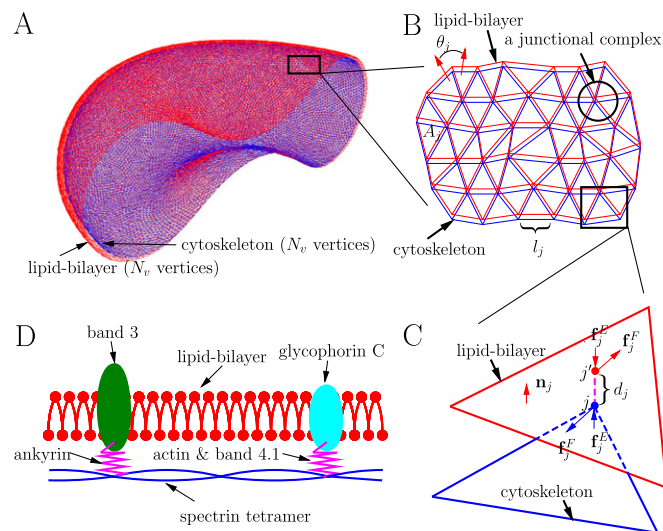 A
cytoskeleton (N_v vertices)
lipid-bilayer (N_v vertices)
B
lipid-bilayer
θ_j
a junctional complex
A_j
cytoskeleton
l_j
D
band 3
lipid-bilayer
glycophorin C
ankyrin
actin & band 4.1
spectrin tetramer
C
lipid-bilayer
f_j^E
f_j^F
n_j
j'
d_j
j
f_j^F
f_j^E
cytoskeleton